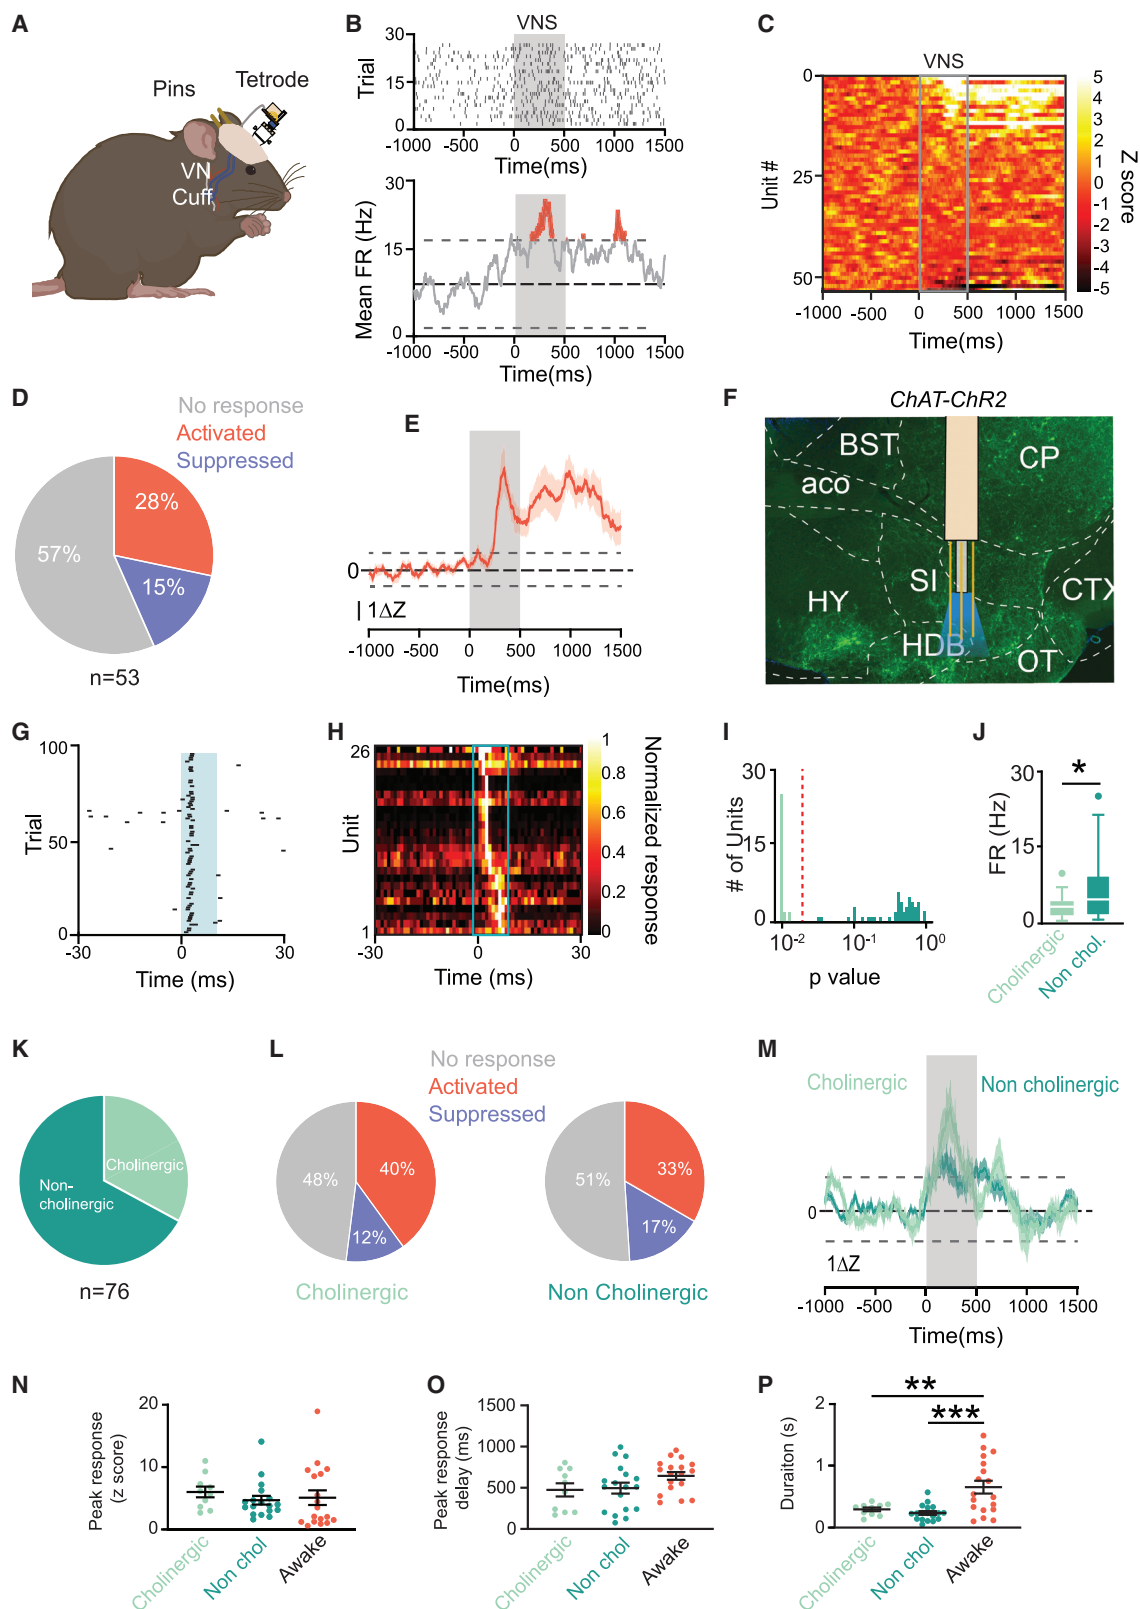 A
Pins
Tetrode
VN
Cuff
B
VNS
30
15
0
Trial
-1000 -500 0 500 1000 1500
Time(ms)
30
15
0
Mean FR (Hz)
-1000 -500 0 500 1000 1500
Time(ms)
C
VNS
0
25
50
Unit #
-1000 -500 0 500 1000 1500
Time(ms)
5
4
3
2
1
0
-1
-2
-3
-4
-5
Z score
D
No response
Activated
Suppressed
57%
28%
15%
n=53
E
0
1ΔZ
-1000 -500 0 500 1000 1500
Time(ms)
F
ChAT-ChR2
BST
CP
aco
SI
CTX
HY
HDB
OT
G
100
50
0
Trial
-30 0 30
Time (ms)
H
26
1
Unit
-30 0 30
Time (ms)
1
0.8
0.6
0.4
0.2
0
Normalized response
I
30
15
0
# of Units
10-2 10-1 100
p value
J
*
30
15
0
FR (Hz)
Cholinergic
Non chol.
K
Cholinergic
Non-
cholinergic
n=76
L
No response
Activated
Suppressed
48%
40%
12%
Cholinergic
51%
33%
17%
Non Cholinergic
M
Cholinergic
Non cholinergic
0
1ΔZ
-1000 -500 0 500 1000 1500
Time(ms)
N
20
10
0
Peak response
(z score)
Cholinergic
Non chol
Awake
O
1500
1000
500
0
Peak response
delay (ms)
Cholinergic
Non chol
Awake
P
**
***
2
1
0
Duraiton (s)
Cholinergic
Non chol
Awake